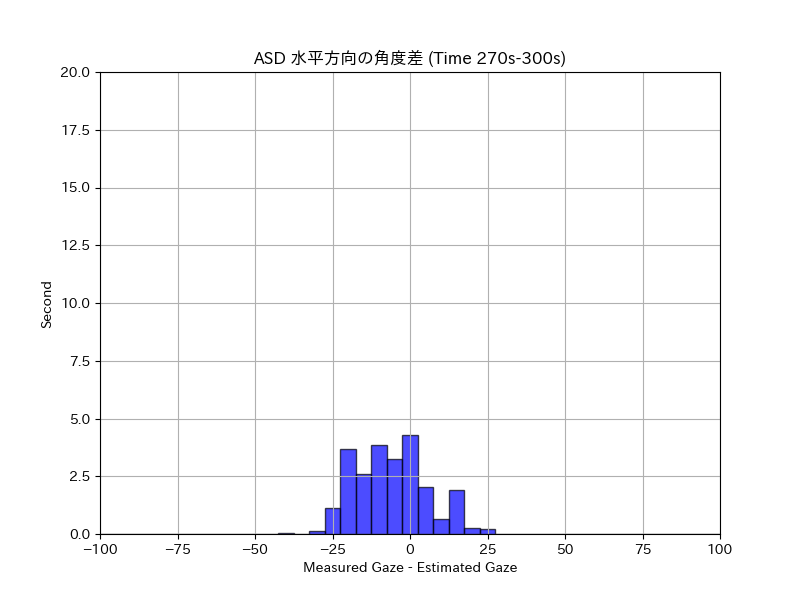 ASD 水平方向の角度差 (Time 270s-300s)
20.0
17.5
15.0
12.5
10.0
7.5
5.0
2.5
0.0
Second
−100 −75 −50 −25 0 25 50 75 100
Measured Gaze - Estimated Gaze